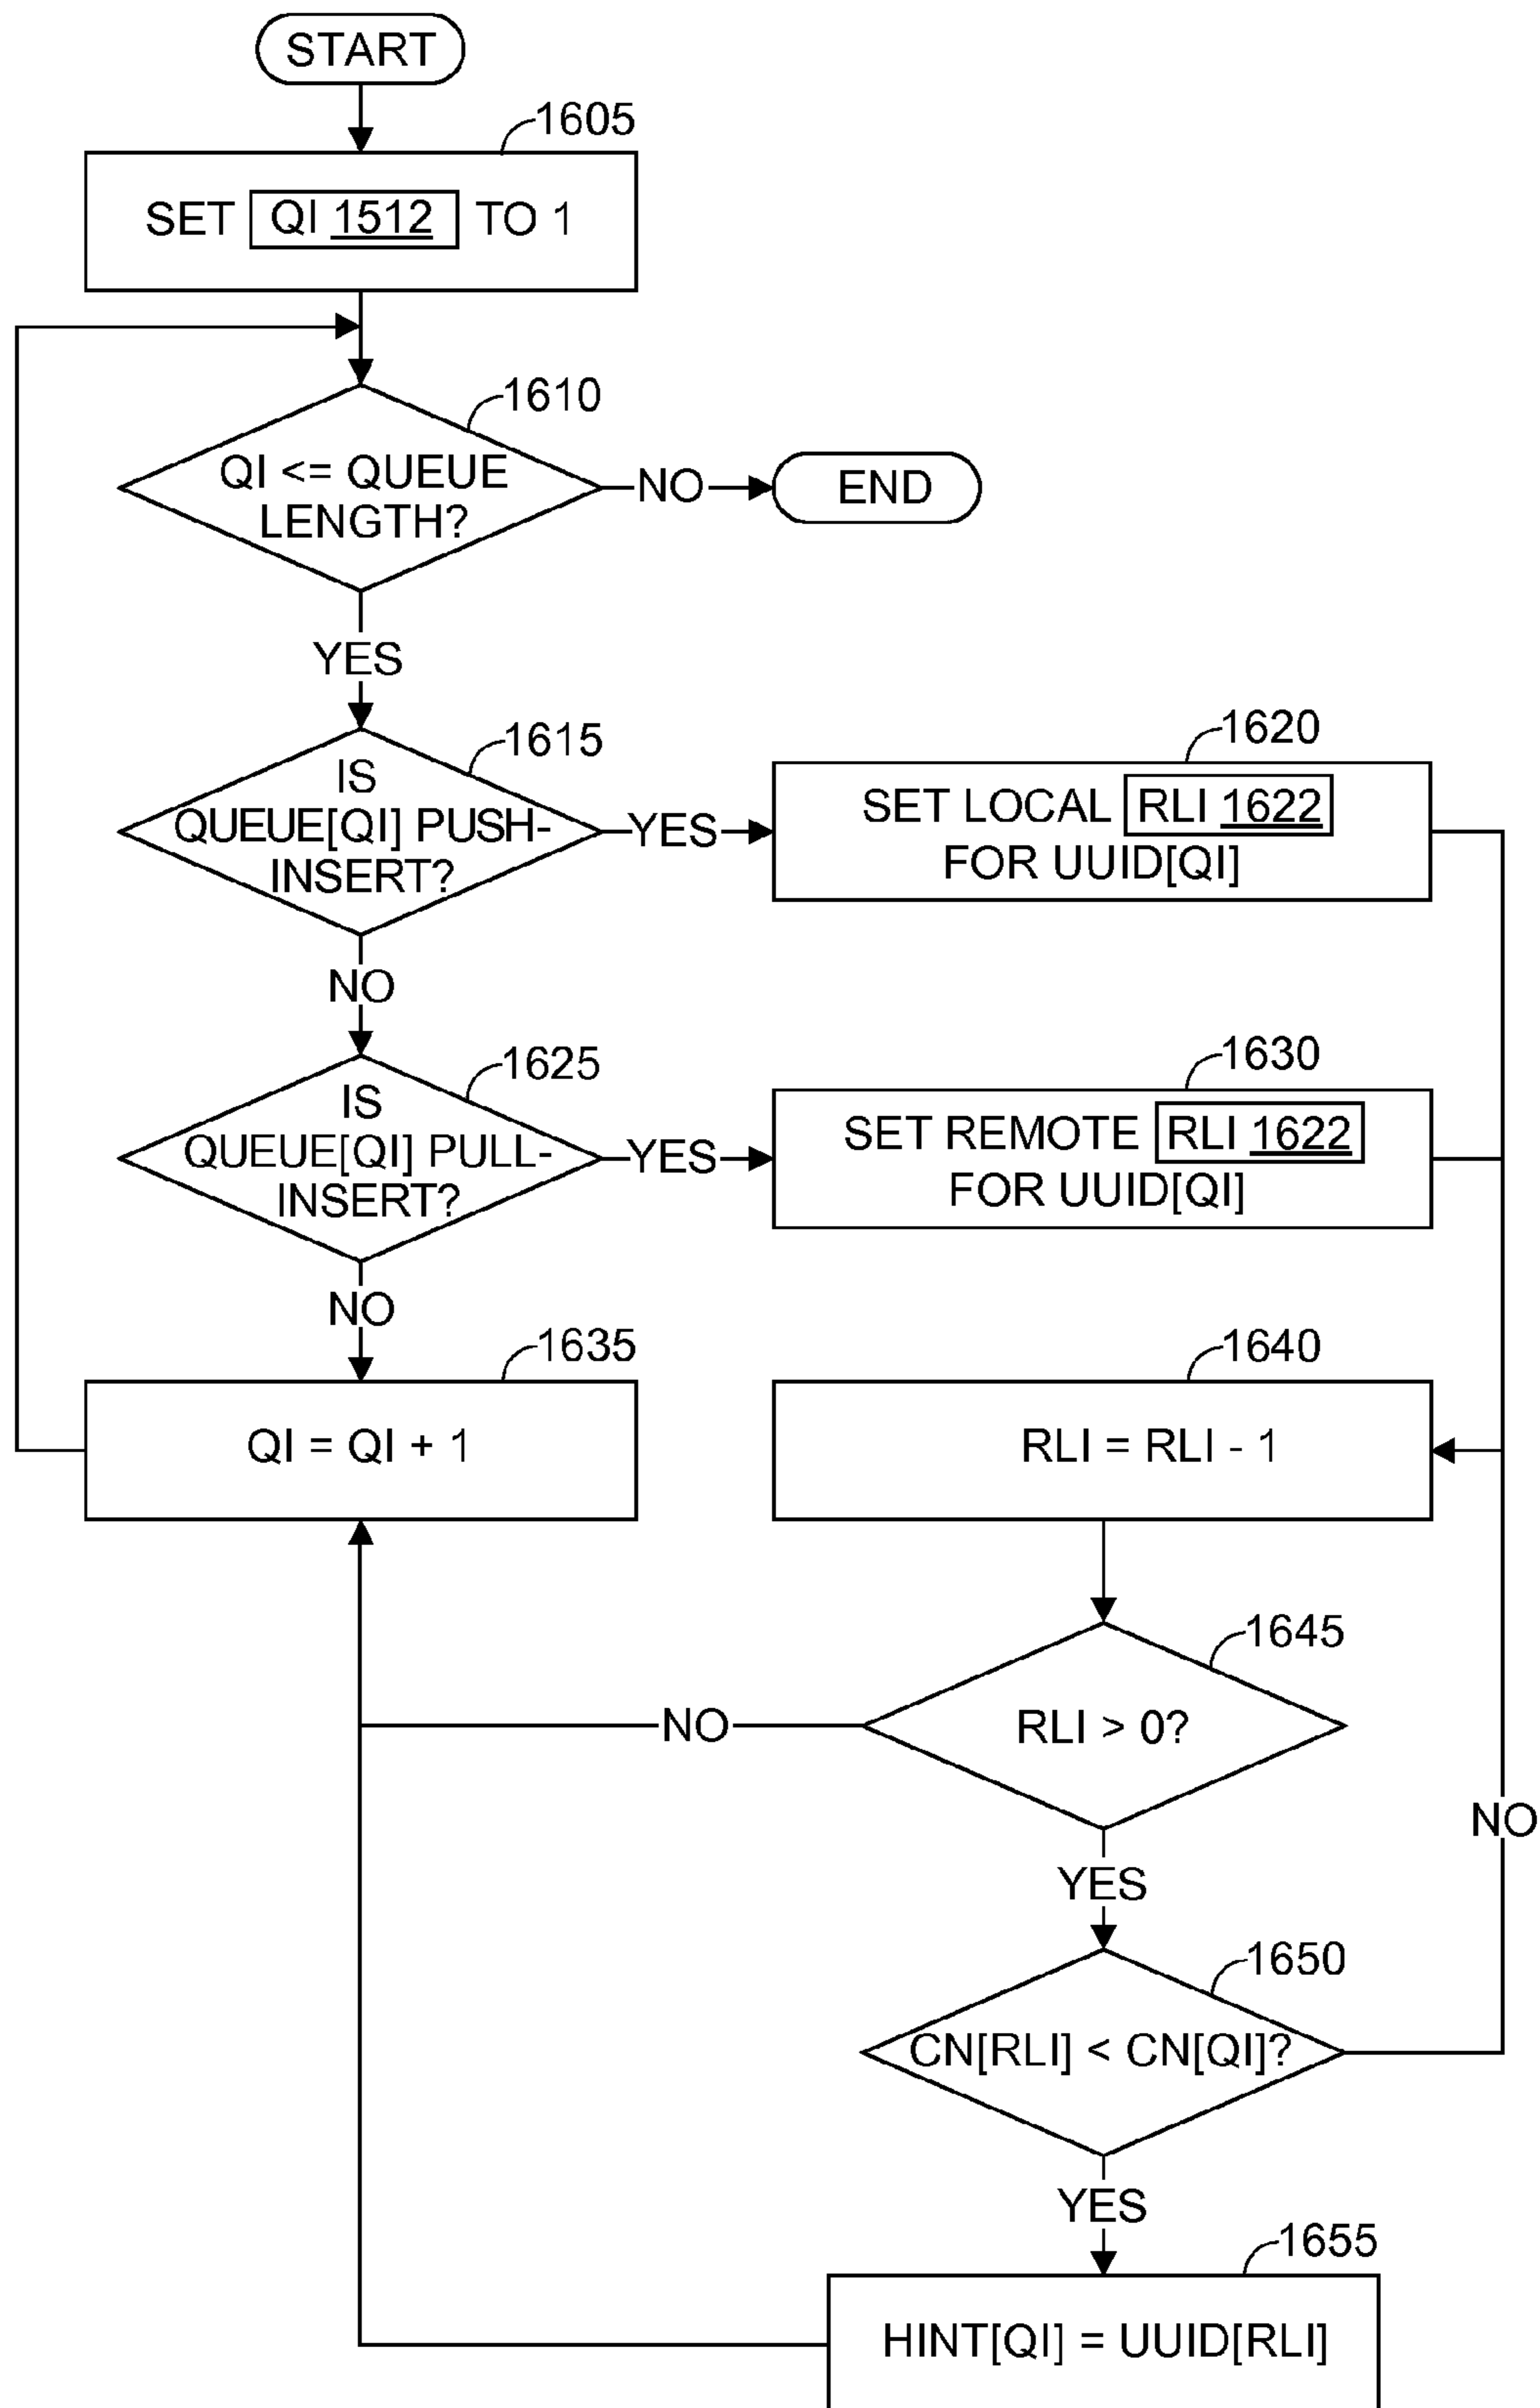 START
1605
SET QI 1512 TO 1
1610
QI <= QUEUE
LENGTH?
NO
END
YES
1615
IS
QUEUE[QI] PUSH-
INSERT?
YES
1620
SET LOCAL RLI 1622
FOR UUID[QI]
NO
1625
IS
QUEUE[QI] PULL-
INSERT?
YES
1630
SET REMOTE RLI 1622
FOR UUID[QI]
NO
1635
QI = QI + 1
1640
RLI = RLI - 1
1645
RLI > 0?
NO
NO
YES
1650
CN[RLI] < CN[QI]?
YES
1655
HINT[QI] = UUID[RLI]